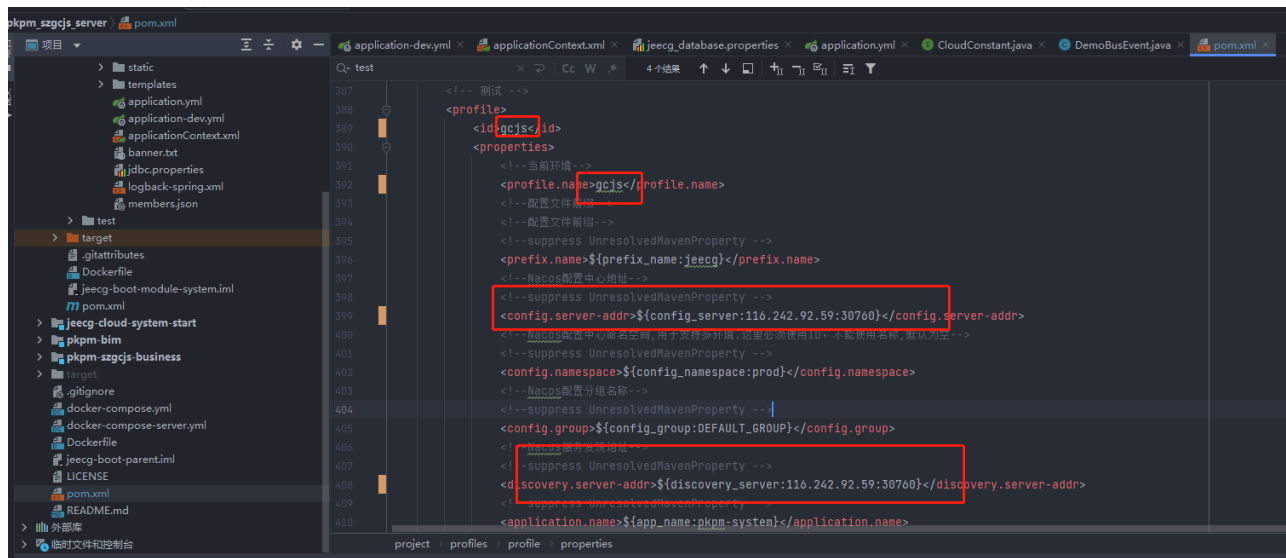 pkpm_szgcjs_server pom.xml
项目
application-dev.yml
applicationContext.xml
jeecg_database.properties
application.yml
CloudConstant.java
DemoBusEvent.java
pom.xml
test
Cc W .*
4个结果
static
templates
application.yml
application-dev.yml
applicationContext.xml
banner.txt
jdbc.properties
logback-spring.xml
members.json
test
target
.gitattributes
Dockerfile
jeecg-boot-module-system.iml
pom.xml
jeecg-cloud-system-start
pkpm-bim
pkpm-szgcjs-business
target
.gitignore
docker-compose.yml
docker-compose-server.yml
Dockerfile
jeecg-boot-parent.iml
LICENSE
pom.xml
README.md
外部库
临时文件和控制台
387 <!-- 测试 -->
388 <profile>
389 <id>gcjs</id>
390 <properties>
391 <!--当前环境-->
392 <profile.name>gcjs</profile.name>
393 <!--配置文件前缀-->
394 <!--配置文件前缀-->
395 <!--suppress UnresolvedMavenProperty -->
396 <prefix.name>${prefix_name:jeecg}</prefix.name>
397 <!--Nacos配置中心地址-->
398 <!--suppress UnresolvedMavenProperty -->
399 <config.server-addr>${config_server:116.242.92.59:30760}</config.server-addr>
400 <!--Nacos配置中心命名空间,用于支持多环境.这里必须使用ID，不能使用名称,默认为空-->
401 <!--suppress UnresolvedMavenProperty -->
402 <config.namespace>${config_namespace:prod}</config.namespace>
403 <!--Nacos配置分组名称-->
404 <!--suppress UnresolvedMavenProperty -->
405 <config.group>${config_group:DEFAULT_GROUP}</config.group>
406 <!--Nacos服务发现地址-->
407 <!--suppress UnresolvedMavenProperty -->
408 <discovery.server-addr>${discovery_server:116.242.92.59:30760}</discovery.server-addr>
409 <!--suppress UnresolvedMavenProperty -->
410 <application.name>${app_name:pkpm-system}</application.name>
project profiles profile properties